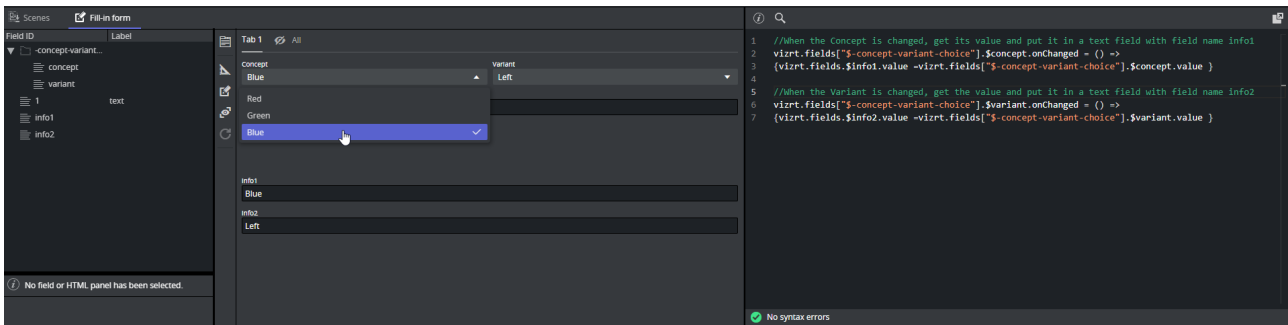 Scenes
Fill-in form
Field ID
Label
-concept-variant...
concept
variant
1
text
info1
info2
No field or HTML panel has been selected.
Tab 1
All
Concept
Blue
Variant
Left
Red
Green
Blue
Info1
Blue
Info2
Left
1 //When the Concept is changed, get its value and put it in a text field with field name info1
2 vizrt.fields["$-concept-variant-choice"].$concept.onChanged = () =>
3 {vizrt.fields.$info1.value =vizrt.fields["$-concept-variant-choice"].$concept.value }
4
5 //When the Variant is changed, get the value and put it in a text field with field name info2
6 vizrt.fields["$-concept-variant-choice"].$variant.onChanged = () =>
7 {vizrt.fields.$info2.value =vizrt.fields["$-concept-variant-choice"].$variant.value }
No syntax errors